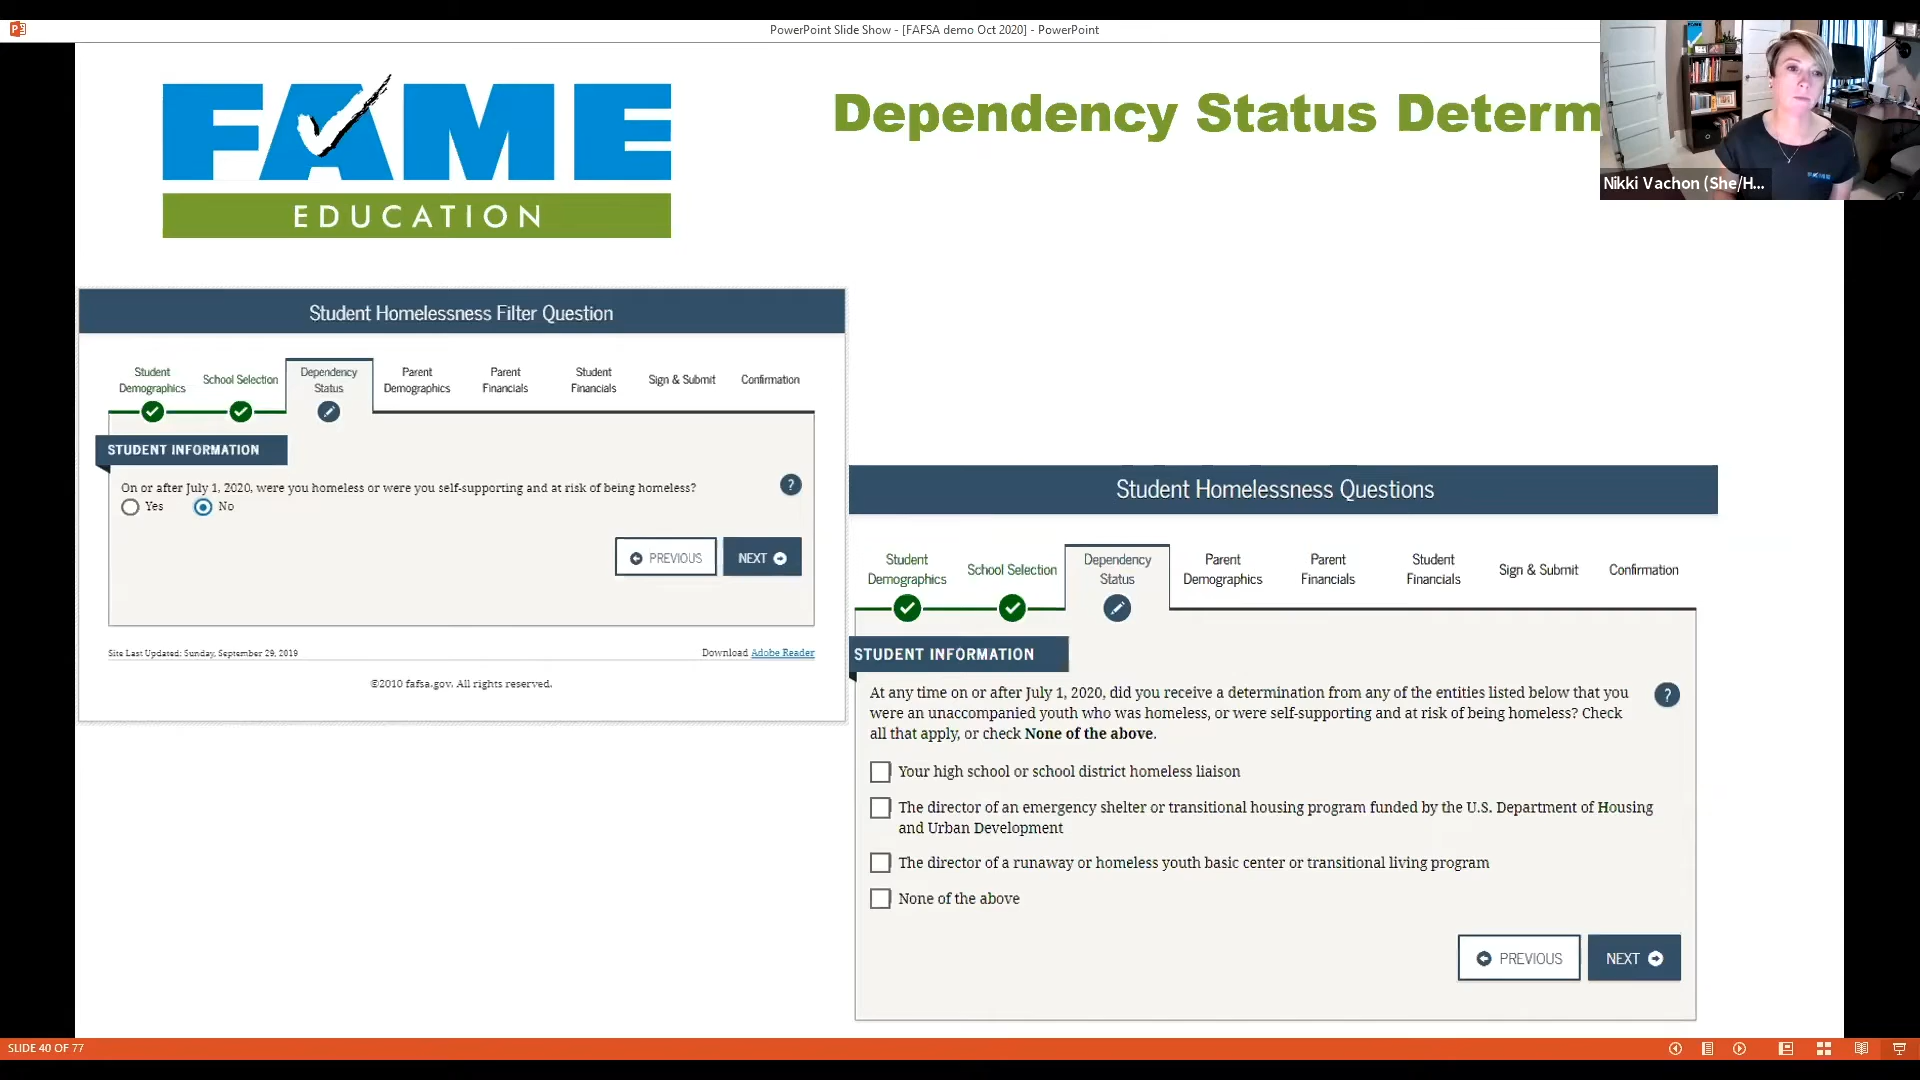 PowerPoint Slide Show - [FAFSA demo Oct 2020] - PowerPoint
FAME
EDUCATION
Dependency Status Determ
Nikki Vachon (She/H...
Student Homelessness Filter Question
Student Demographics
School Selection
Dependency Status
Parent Demographics
Parent Financials
Student Financials
Sign & Submit
Confirmation
STUDENT INFORMATION
On or after July 1, 2020, were you homeless or were you self-supporting and at risk of being homeless?
?
Yes
No
PREVIOUS
NEXT
Site Last Updated: Sunday, September 29, 2019
Download Adobe Reader
©2010 fafsa.gov. All rights reserved.
Student Homelessness Questions
Student Demographics
School Selection
Dependency Status
Parent Demographics
Parent Financials
Student Financials
Sign & Submit
Confirmation
STUDENT INFORMATION
At any time on or after July 1, 2020, did you receive a determination from any of the entities listed below that you
were an unaccompanied youth who was homeless, or were self-supporting and at risk of being homeless? Check
all that apply, or check None of the above.
?
Your high school or school district homeless liaison
The director of an emergency shelter or transitional housing program funded by the U.S. Department of Housing
and Urban Development
The director of a runaway or homeless youth basic center or transitional living program
None of the above
PREVIOUS
NEXT
SLIDE 40 OF 77